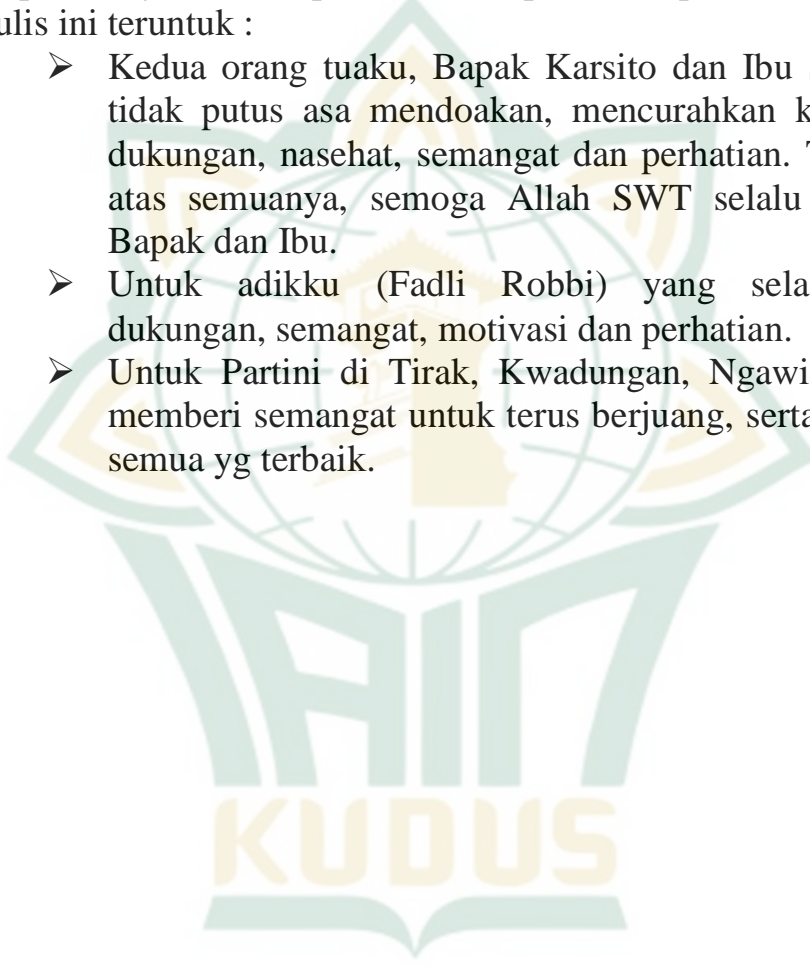 ulis ini teruntuk :
➤ Kedua orang tuaku, Bapak Karsito dan Ibu
tidak putus asa mendoakan, mencurahkan
dukungan, nasehat, semangat dan perhatian.
atas semuanya, semoga Allah SWT selalu
Bapak dan Ibu.
➤ Untuk adikku (Fadli Robbi) yang sela
dukungan, semangat, motivasi dan perhatian.
➤ Untuk Partini di Tirak, Kwadungan, Ngawi
memberi semangat untuk terus berjuang, serta
semua yg terbaik.
IAIN
KUDUS